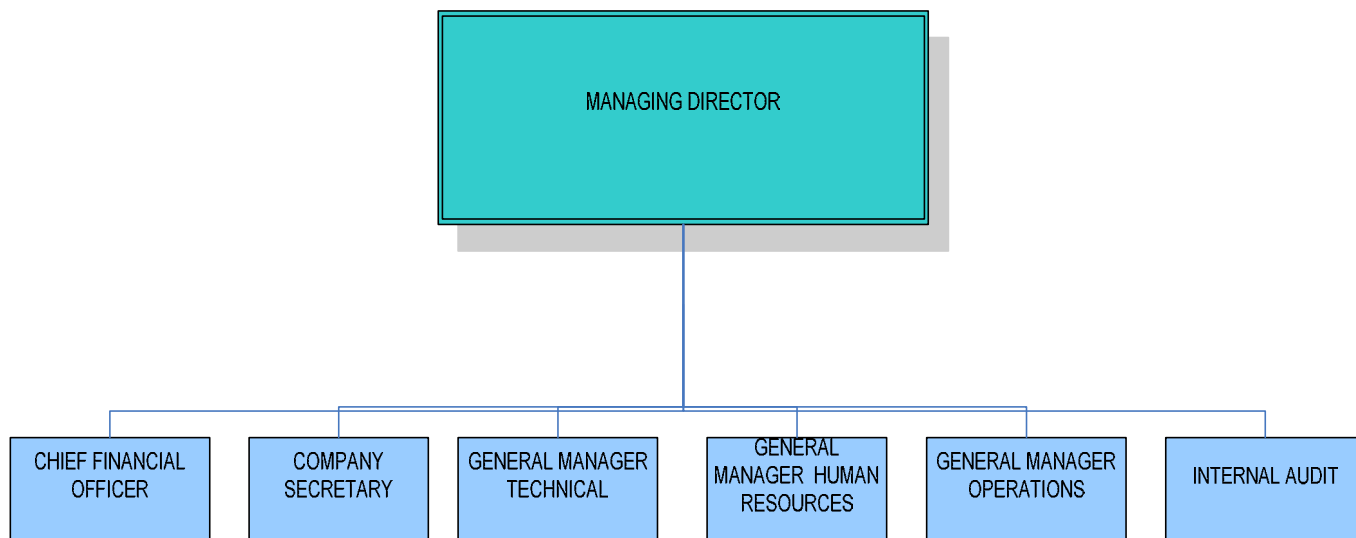 MANAGING DIRECTOR
CHIEF FINANCIAL
OFFICER
COMPANY
SECRETARY
GENERAL MANAGER
TECHNICAL
GENERAL
MANAGER HUMAN
RESOURCES
GENERAL MANAGER
OPERATIONS
INTERNAL AUDIT